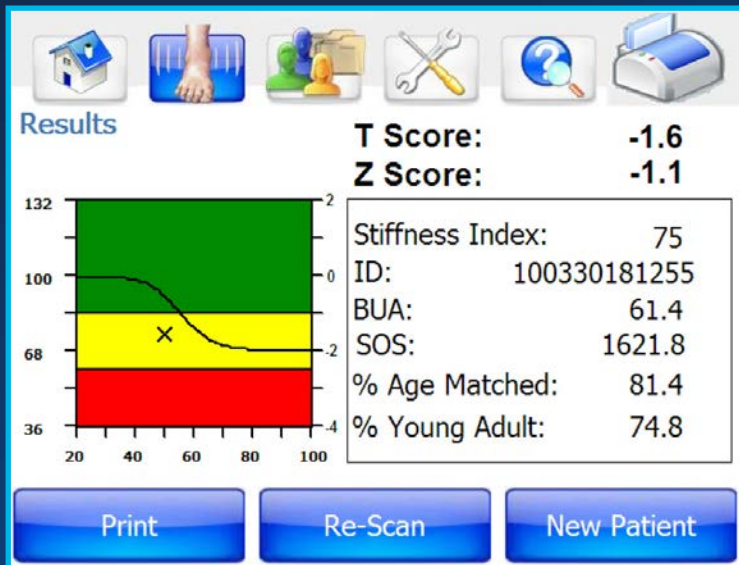 Results
T Score: -1.6
Z Score: -1.1
132
100
68
36
2
0
-2
-4
20 40 60 80 100
Stiffness Index: 75
ID: 100330181255
BUA: 61.4
SOS: 1621.8
% Age Matched: 81.4
% Young Adult: 74.8
Print Re-Scan New Patient